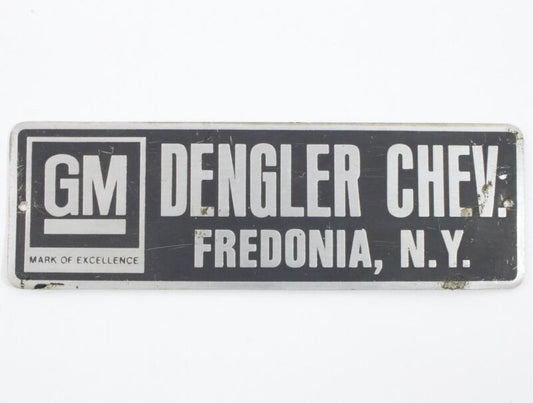 GM
MARK OF EXCELLENCE
DENGLER CHEV.
FREDONIA, N.Y.